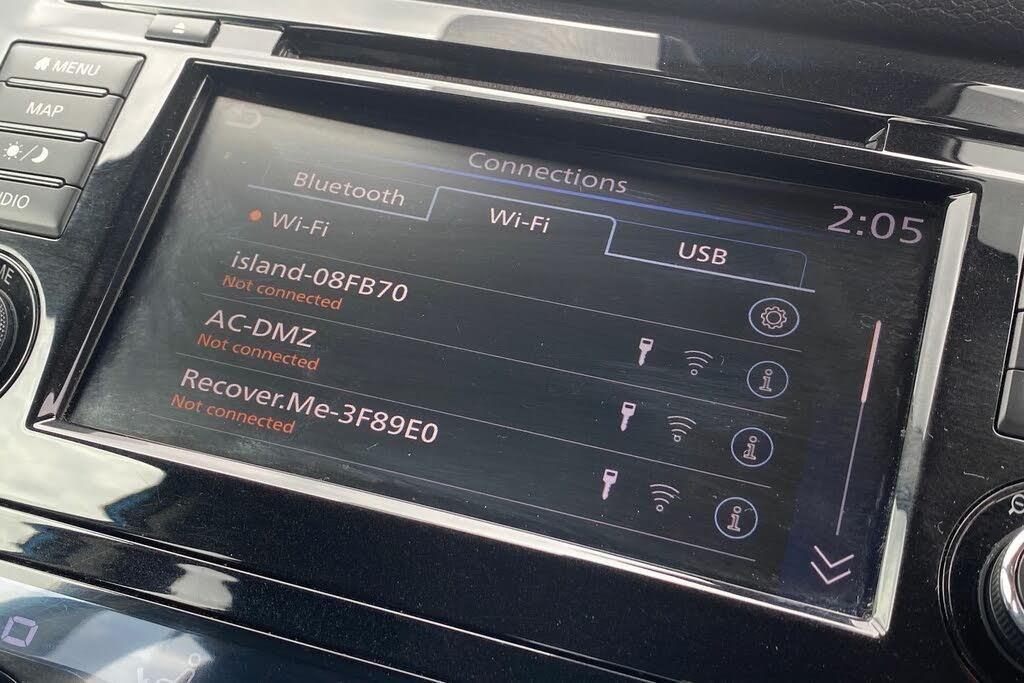 MENU
MAP
Connections
2:05
Bluetooth
Wi-Fi
USB
Wi-Fi
island-08FB70
Not connected
AC-DMZ
Not connected
Recover.Me-3F89E0
Not connected